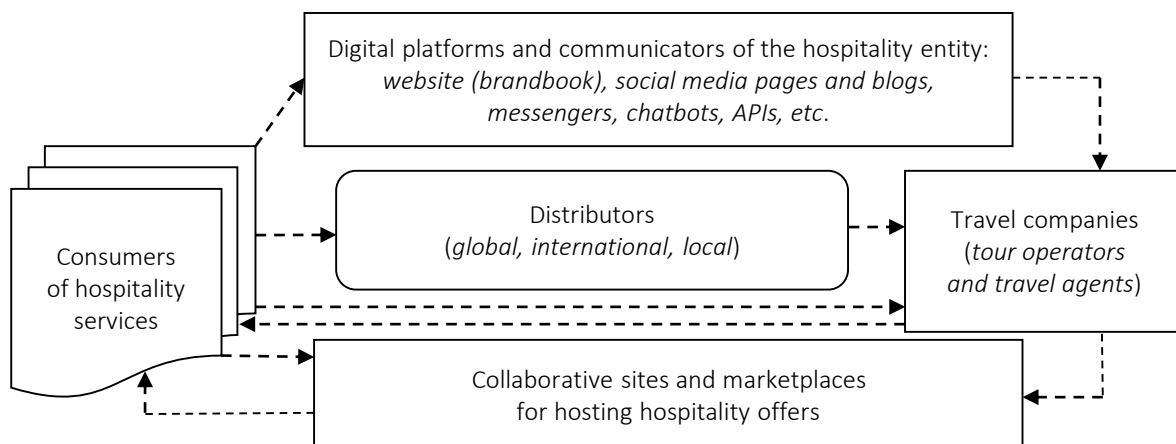 Digital platforms and communicators of the hospitality entity:
website (brandbook), social media pages and blogs,
messengers, chatbots, APIs, etc.
Distributors
(global, international, local)
Travel companies
(tour operators
and travel agents)
Consumers
of hospitality
services
Collaborative sites and marketplaces
for hosting hospitality offers